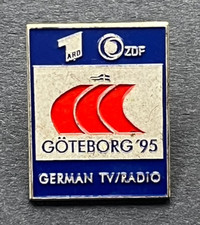 1 ARD ZDF
GÖTEBORG '95
GERMAN TV/RADIO